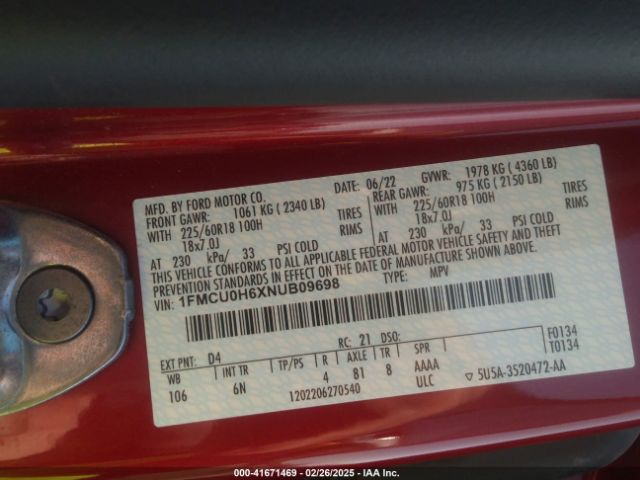 MFD. BY FORD MOTOR CO. DATE: 06/22 GVWR: 1978 KG (4360 LB)
FRONT GAWR: 1061 KG (2340 LB) REAR GAWR: 975 KG (2150 LB)
WITH 225/60R18 100H TIRES WITH 225/60R18 100H TIRES
18x7.0J RIMS 18x7.0J RIMS
AT 230 kPa/ 33 PSI COLD AT 230 kPa/ 33 PSI COLD
THIS VEHICLE CONFORMS TO ALL APPLICABLE FEDERAL MOTOR VEHICLE SAFETY AND THEFT
PREVENTION STANDARDS IN EFFECT ON THE DATE OF MANUFACTURE SHOWN ABOVE.
VIN: 1FMCU0H6XNUB09698 TYPE: MPV
EXT PNT: D4 RC: 21 DSO: F0134
WB INT TR TP/PS R AXLE TR SPR T0134
106 6N 4 81 8 AAAA
1202206270540 ULC ▽ 5U5A-3520472-AA
000-41671469 - 02/26/2025 - IAA Inc.